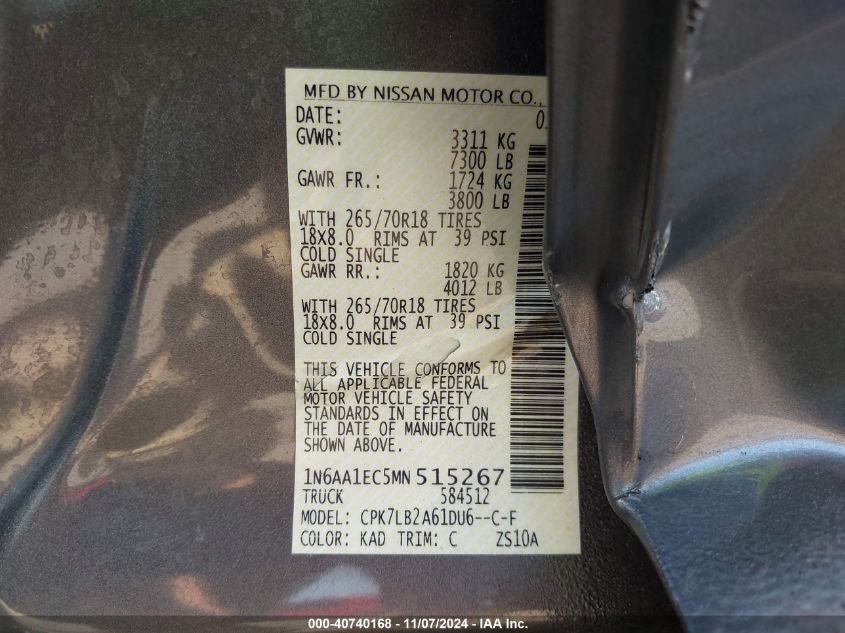 MFD BY NISSAN MOTOR CO.,
DATE: 0.
GVWR: 3311 KG
7300 LB
GAWR FR.: 1724 KG
3800 LB
WITH 265/70R18 TIRES
18X8.0 RIMS AT 39 PSI
COLD SINGLE
GAWR RR.: 1820 KG
4012 LB
WITH 265/70R18 TIRES
18X8.0 RIMS AT 39 PSI
COLD SINGLE
THIS VEHICLE CONFORMS TO
ALL APPLICABLE FEDERAL
MOTOR VEHICLE SAFETY
STANDARDS IN EFFECT ON
THE DATE OF MANUFACTURE
SHOWN ABOVE.
1N6AA1EC5MN515267
TRUCK 584512
MODEL: CPK7LB2A61DU6--C-F
COLOR: KAD TRIM: C ZS10A
000-40740168 - 11/07/2024 - IAA Inc.